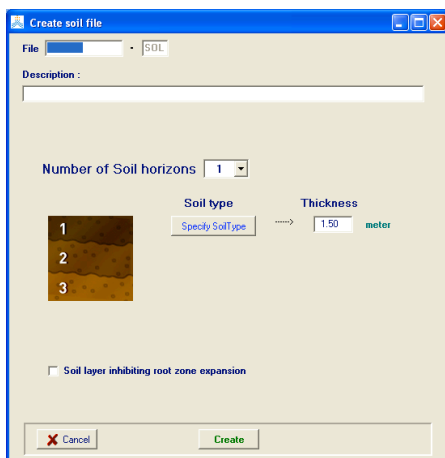 Create soil file
File . SOL
Description :
Number of Soil horizons 1
Soil type Thickness
1 Specify SoilType ······> 1.50 meter
2
3
Soil layer inhibiting root zone expansion
Cancel Create